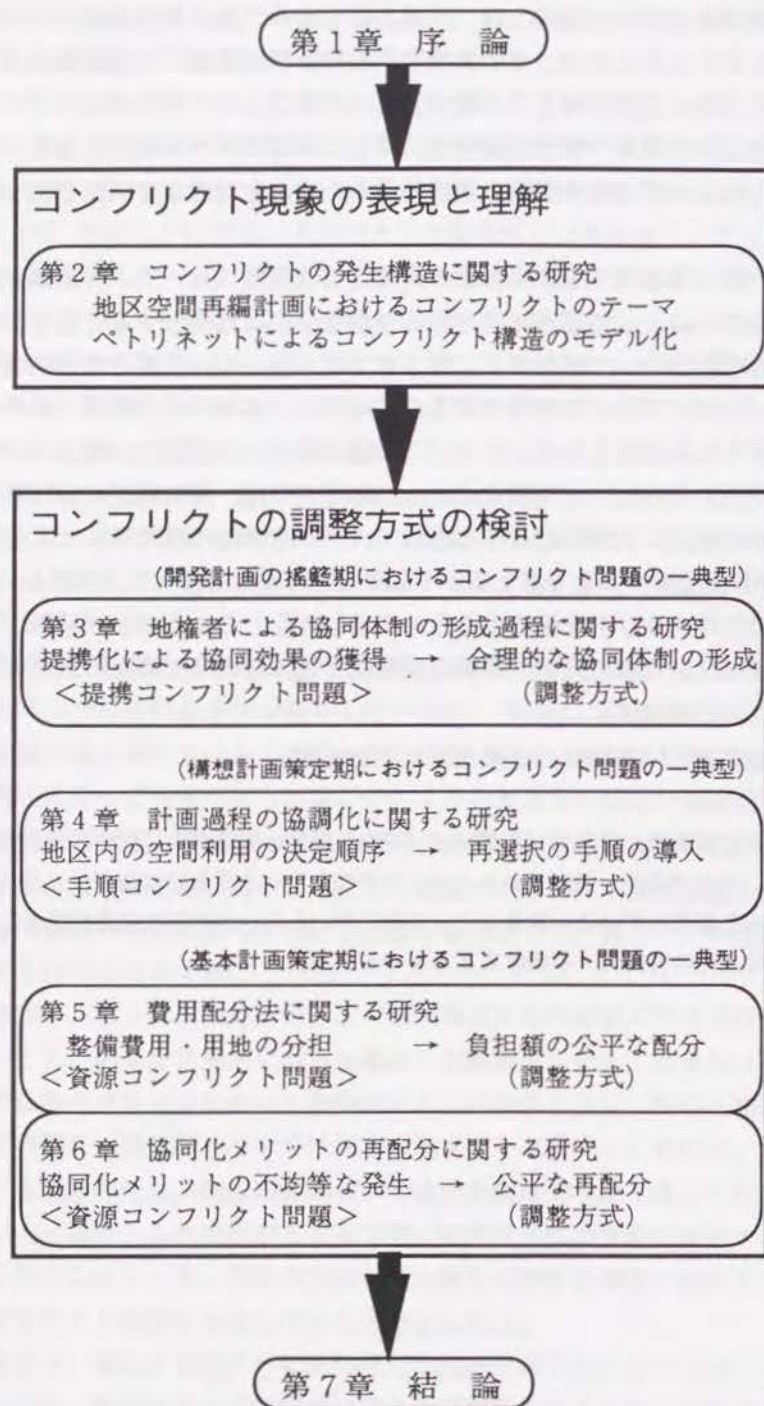 第1章 序 論
コンフリクト現象の表現と理解
第2章 コンフリクトの発生構造に関する研究
地区空間再編計画におけるコンフリクトのテーマ
ペトリネットによるコンフリクト構造のモデル化
コンフリクトの調整方式の検討
(開発計画の揺籃期におけるコンフリクト問題の一典型)
第3章 地権者による協同体制の形成過程に関する研究
提携化による協同効果の獲得 → 合理的な協同体制の形成
<提携コンフリクト問題> (調整方式)
(構想計画策定期におけるコンフリクト問題の一典型)
第4章 計画過程の協調化に関する研究
地区内の空間利用の決定順序 → 再選択の手順の導入
<手順コンフリクト問題> (調整方式)
(基本計画策定期におけるコンフリクト問題の一典型)
第5章 費用配分法に関する研究
整備費用・用地の分担 → 負担額の公平な配分
<資源コンフリクト問題> (調整方式)
第6章 協同化メリットの再配分に関する研究
協同化メリットの不均等な発生 → 公平な再配分
<資源コンフリクト問題> (調整方式)
第7章 結 論